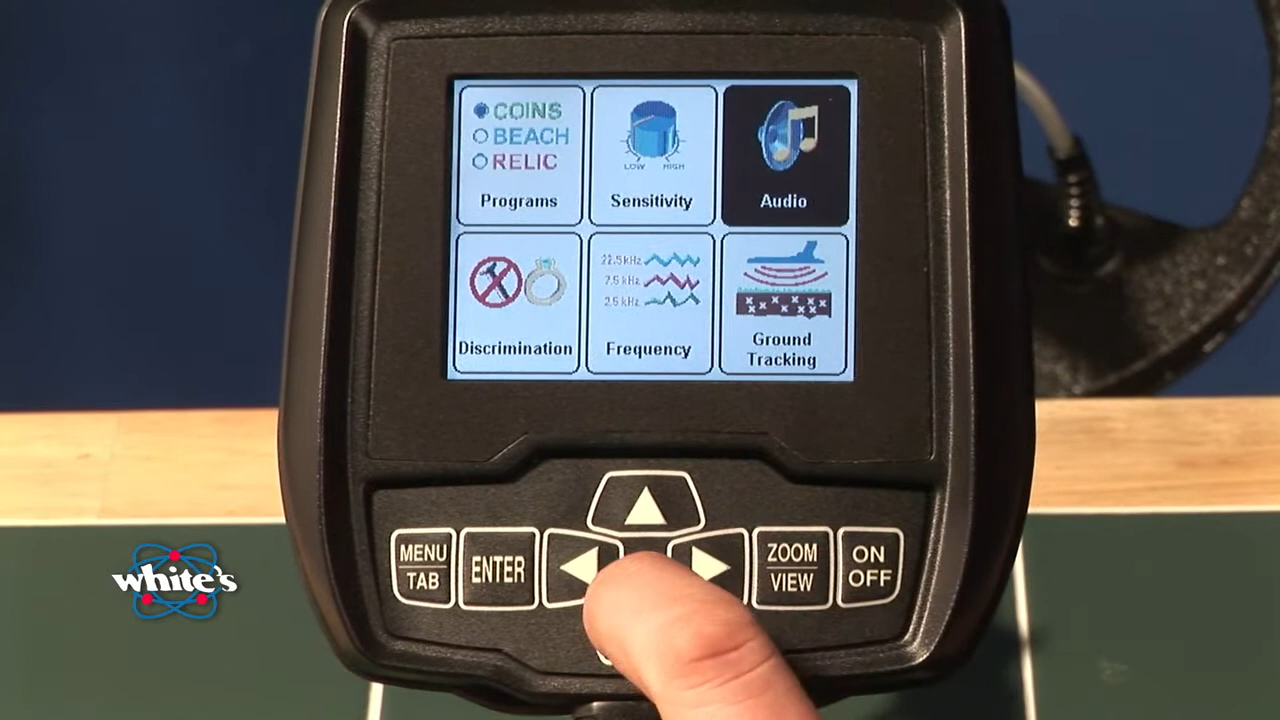 COINS
BEACH
RELIC
Programs
LOW HIGH
Sensitivity
Audio
Discrimination
22.5 kHz
7.5 kHz
2.5 kHz
Frequency
Ground
Tracking
MENU
TAB
ENTER
ZOOM
VIEW
ON
OFF
white's